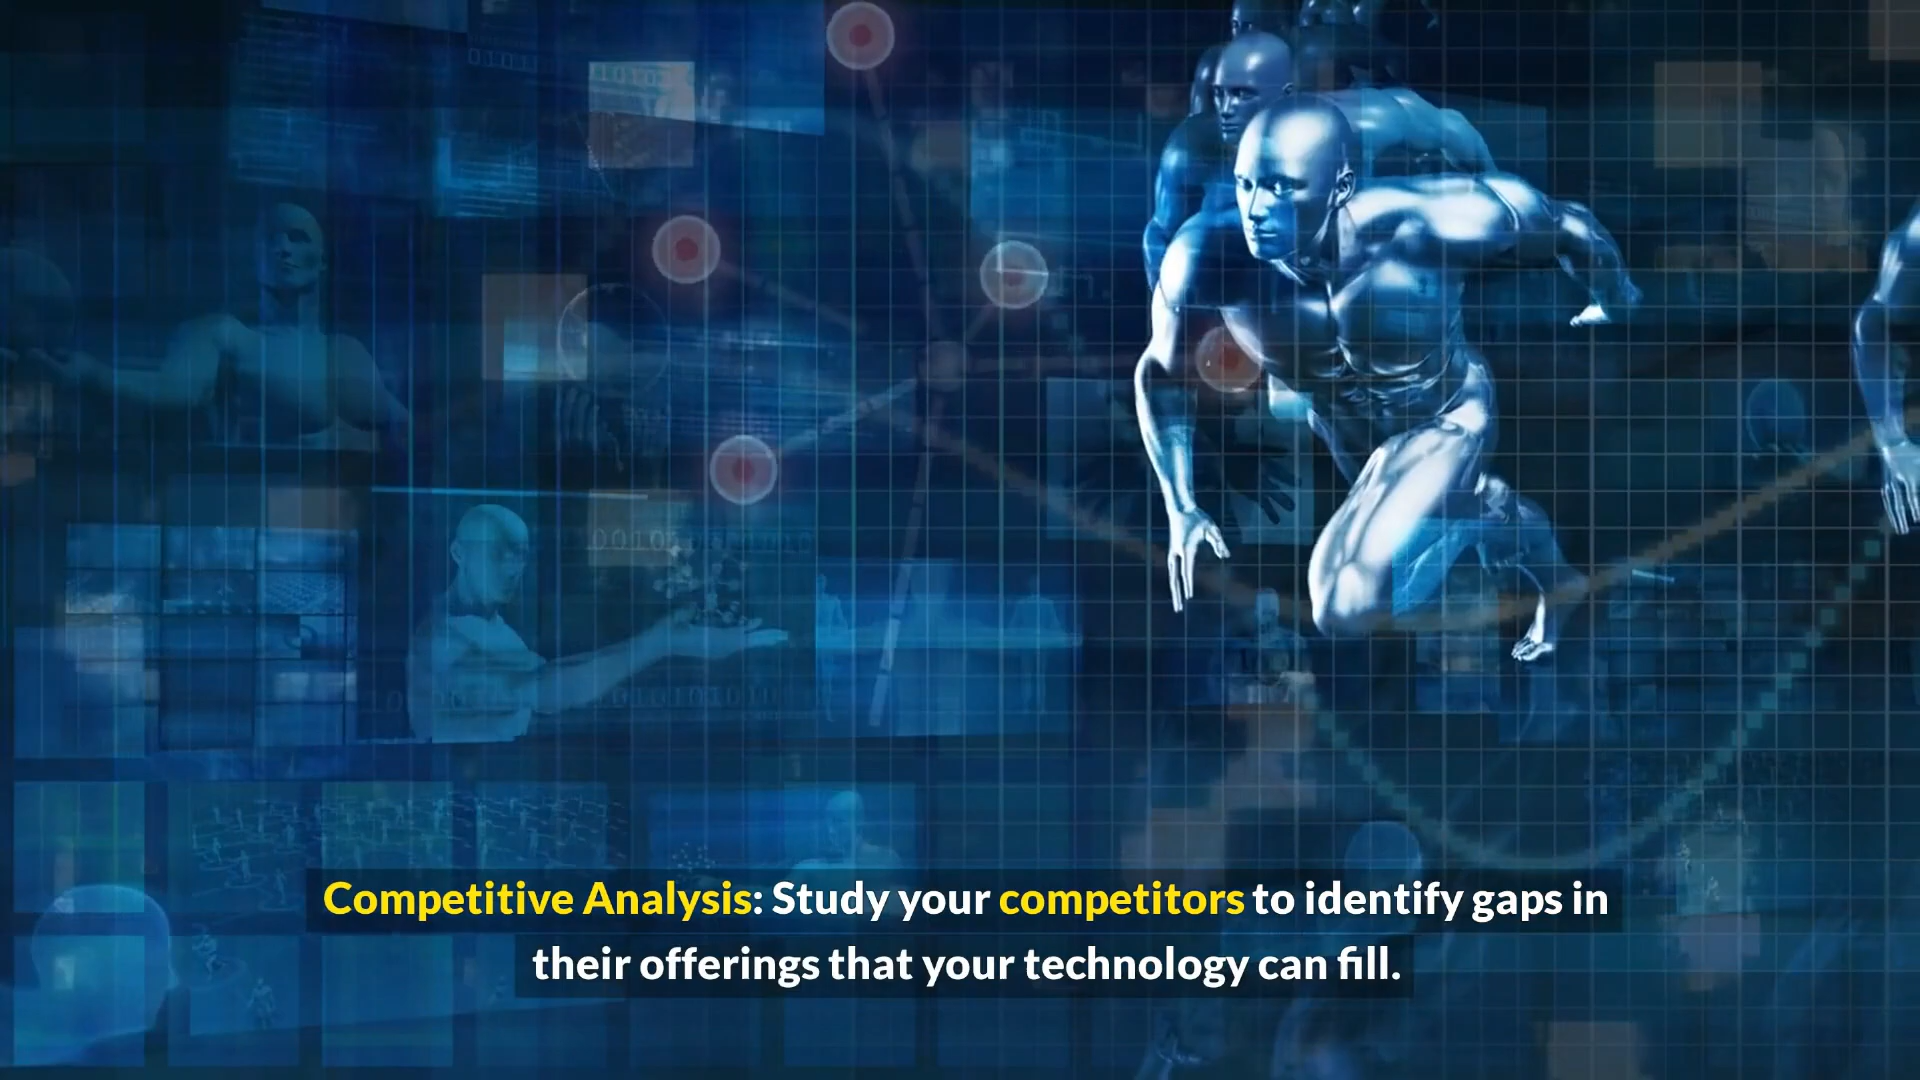 Competitive Analysis: Study your competitors to identify gaps in
their offerings that your technology can fill.